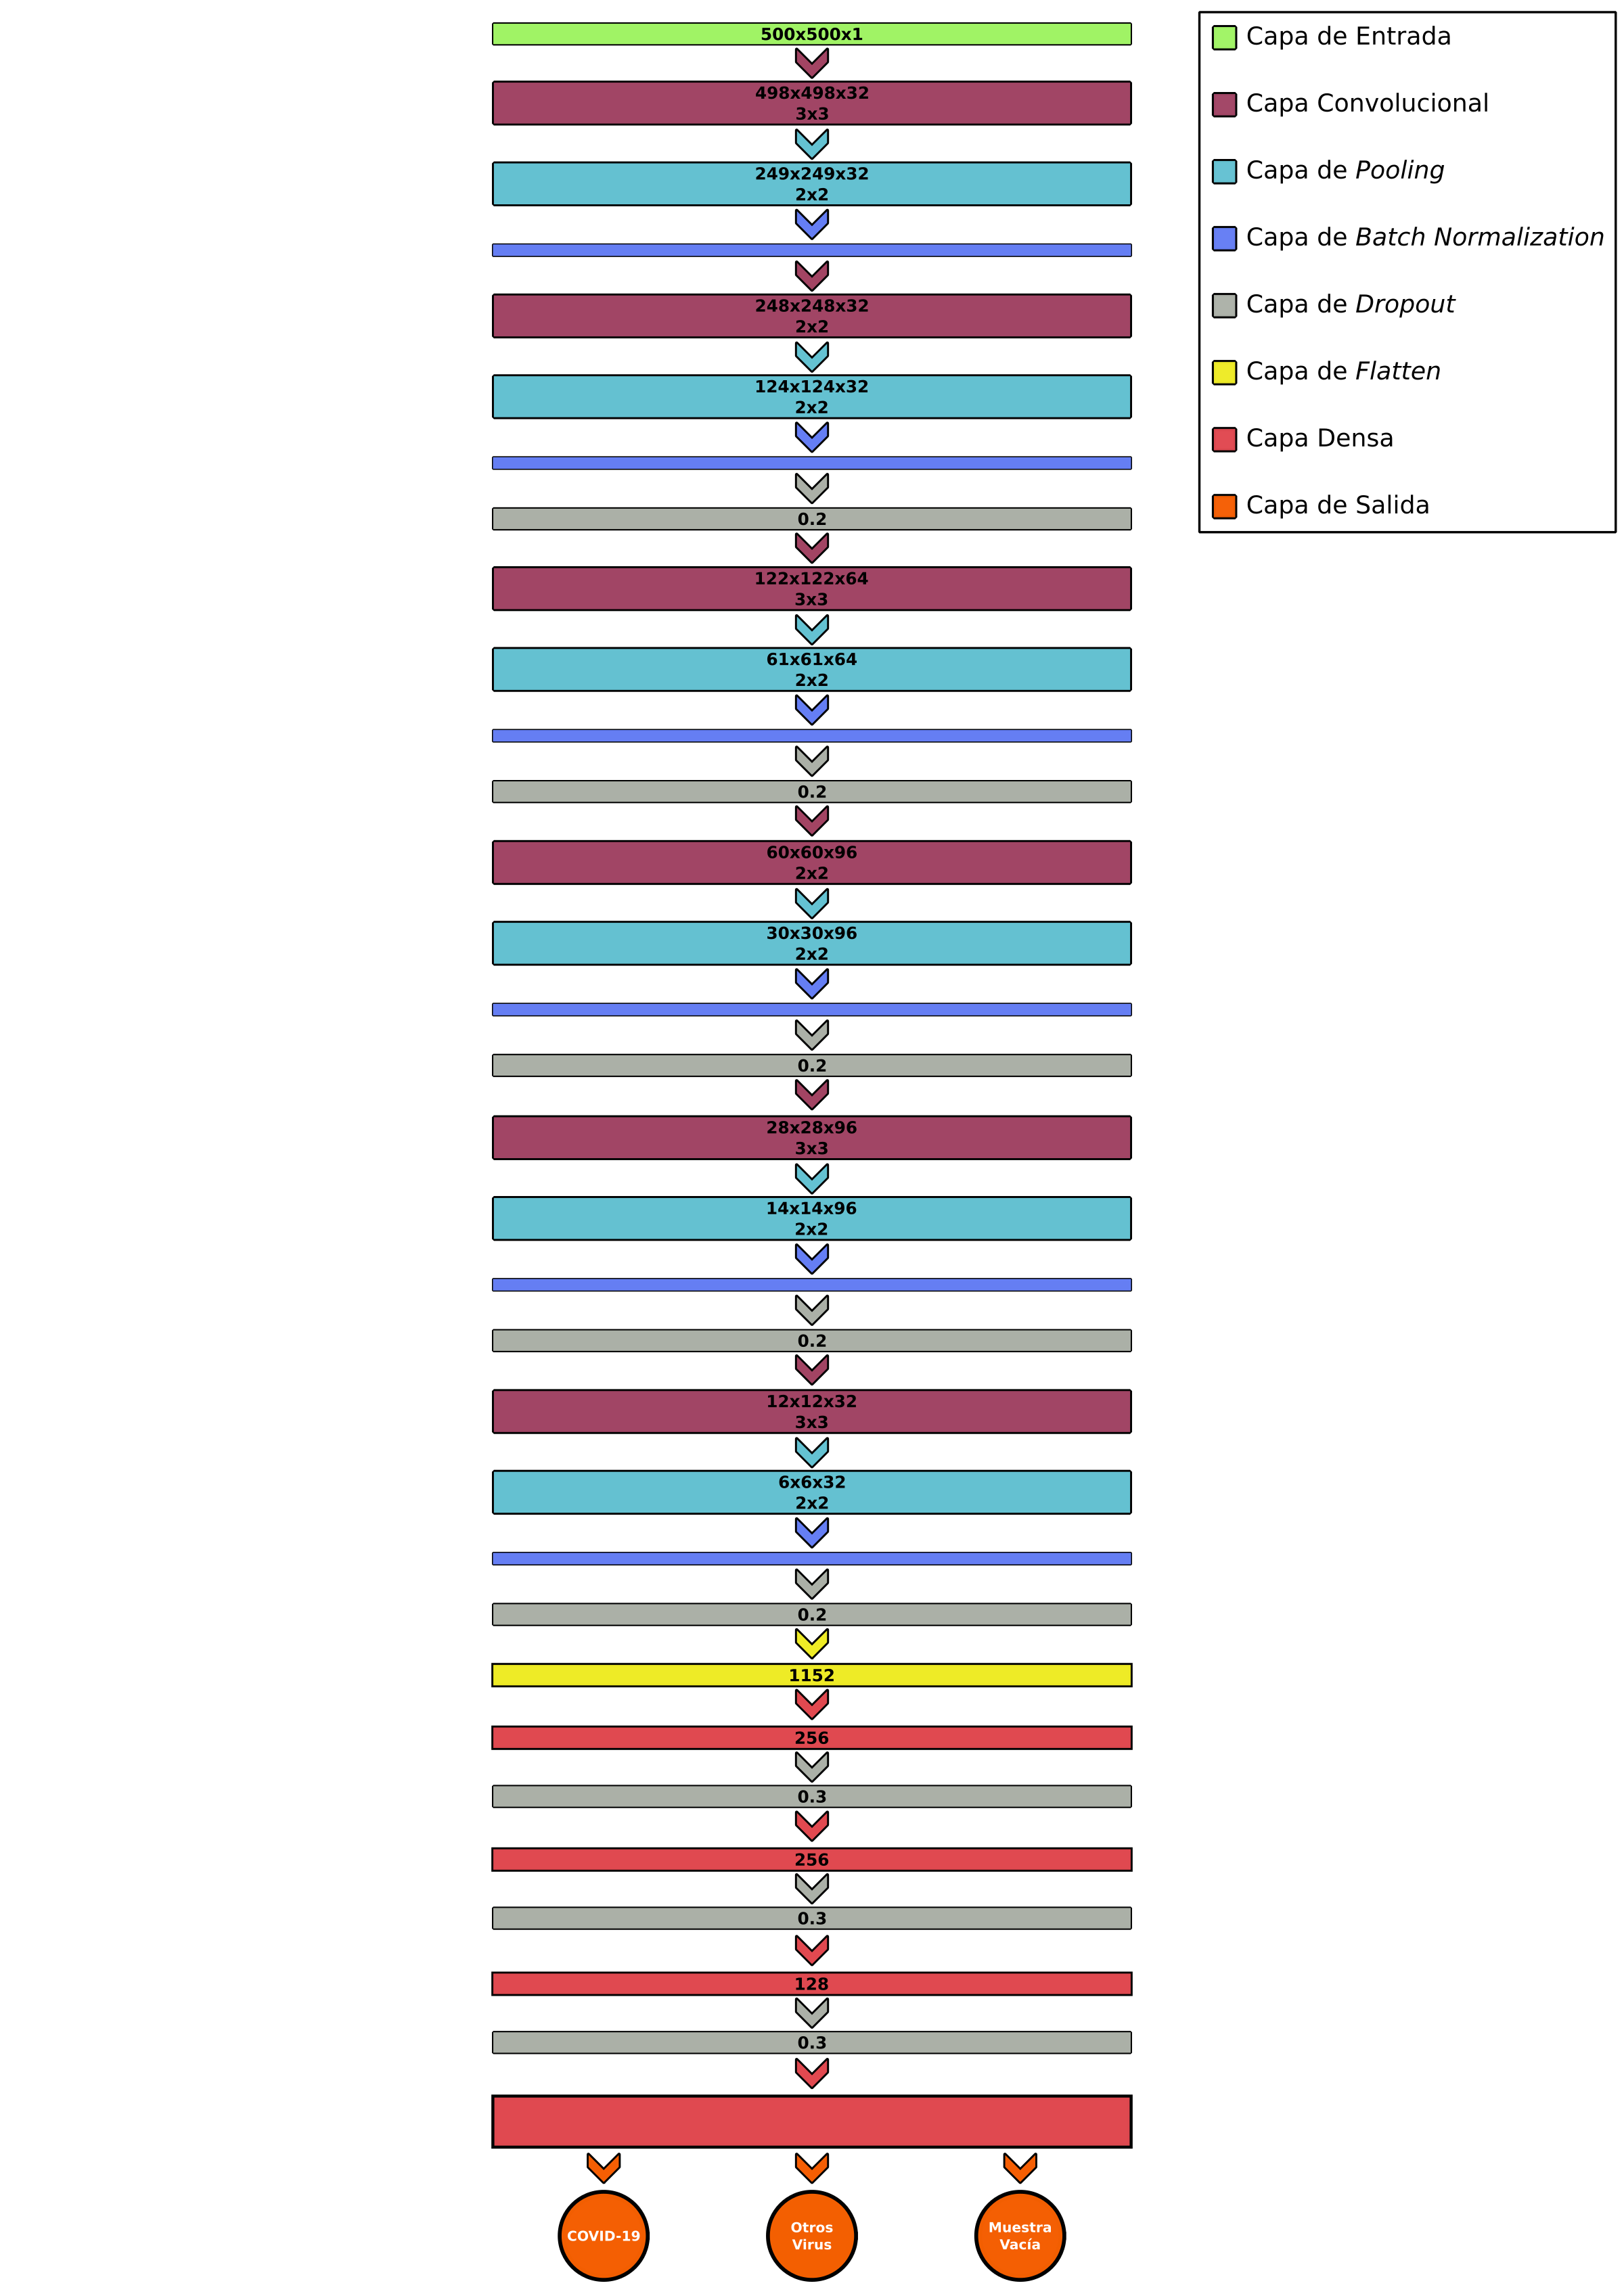 500x500x1
498x498x32
3x3
249x249x32
2x2
248x248x32
2x2
124x124x32
2x2
0.2
122x122x64
3x3
61x61x64
2x2
0.2
60x60x96
2x2
30x30x96
2x2
0.2
28x28x96
3x3
14x14x96
2x2
0.2
12x12x32
3x3
6x6x32
2x2
0.2
1152
256
0.3
256
0.3
128
0.3
COVID-19
Otros
Virus
Muestra
Vacía
Capa de Entrada
Capa Convolucional
Capa de Pooling
Capa de Batch Normalization
Capa de Dropout
Capa de Flatten
Capa Densa
Capa de Salida